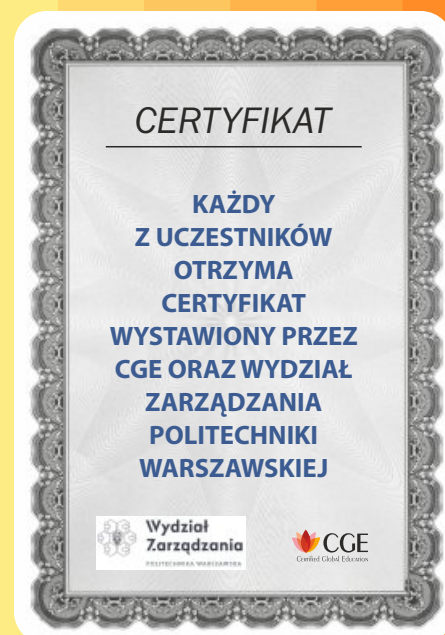 CERTYFIKAT
KAŻDY
Z UCZESTNIKÓW
OTRZYMA
CERTYFIKAT
WYSTAWIONY PRZEZ
CGE ORAZ WYDZIAŁ
ZARZĄDZANIA
POLITECHNIKI
WARSZAWSKIEJ
Wydział
Zarządzania
POLITECHNIKA WARSZAWSKA
CGE
Certified Global Education